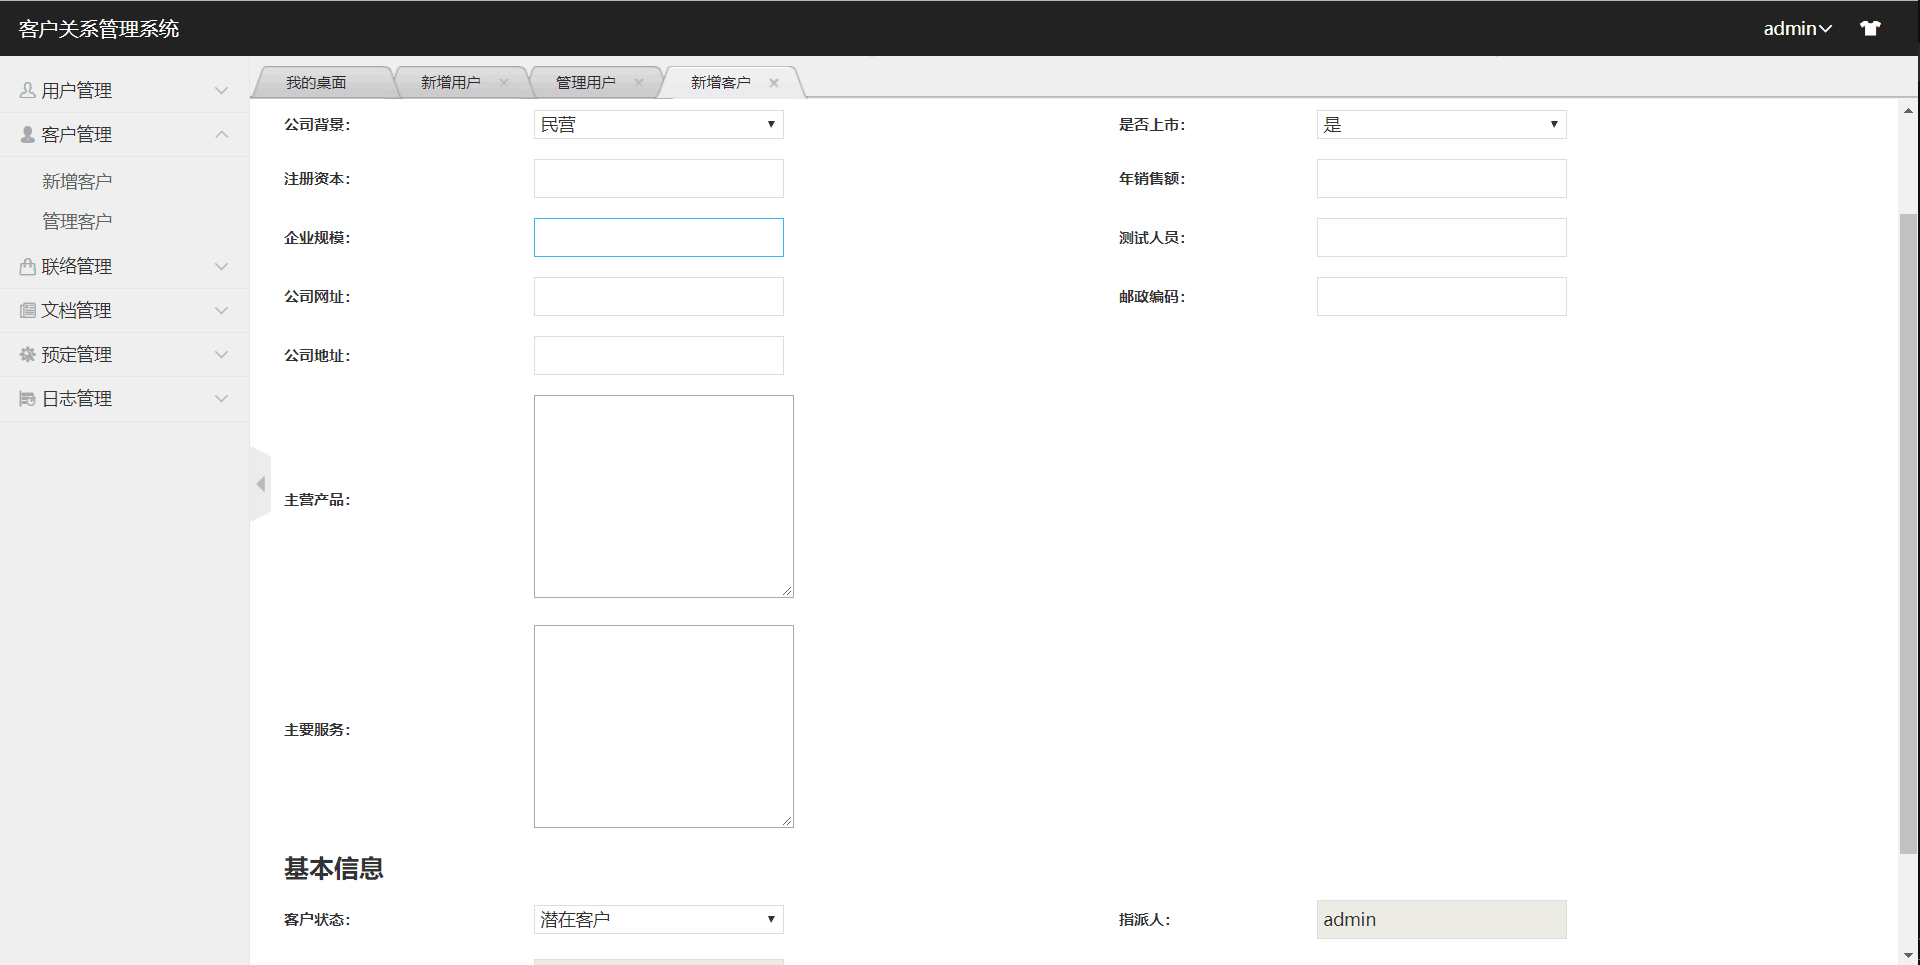 客户关系管理系统
admin
用户管理
客户管理
新增客户
管理客户
联络管理
文档管理
预定管理
日志管理
我的桌面
新增用户
管理用户
新增客户
公司背景：
民营
是否上市：
是
注册资本：
年销售额：
企业规模：
测试人员：
公司网址：
邮政编码：
公司地址：
主营产品：
主要服务：
基本信息
客户状态：
潜在客户
指派人：
admin